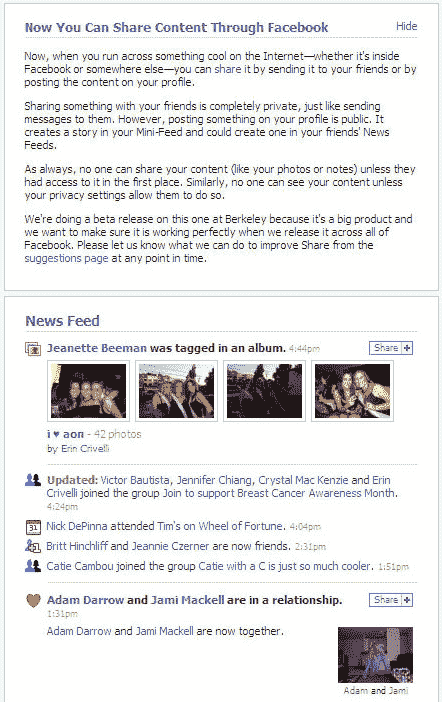 Now You Can Share Content Through Facebook
Hide
Now, when you run across something cool on the Internet—whether it's inside
Facebook or somewhere else—you can share it by sending it to your friends or by
posting the content on your profile.
Sharing something with your friends is completely private, just like sending
messages to them. However, posting something on your profile is public. It
creates a story in your Mini-Feed and could create one in your friends' News
Feeds.
As always, no one can share your content (like your photos or notes) unless they
had access to it in the first place. Similarly, no one can see your content unless
your privacy settings allow them to do so.
We're doing a beta release on this one at Berkeley because it's a big product and
we want to make sure it is working perfectly when we release it across all of
Facebook. Please let us know what we can do to improve Share from the
suggestions page at any point in time.
News Feed
Jeanette Beeman was tagged in an album. 4:44pm
Share +
i ♥ aon - 42 photos
by Erin Crivelli
Updated: Victor Bautista, Jennifer Chiang, Crystal Mac Kenzie and Erin
Crivelli joined the group Join to support Breast Cancer Awareness Month.
4:24pm
31
Nick DePinna attended Tim's on Wheel of Fortune. 4:04pm
Britt Hinchliff and Jeannie Czerner are now friends. 2:31pm
Catie Cambou joined the group Catie with a C is just so much cooler. 1:51pm
Adam Darrow and Jami Mackell are in a relationship.
Share +
1:31pm
Adam Darrow and Jami Mackell are now together.
Adam and Jami